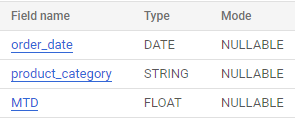 Field name Type Mode
order_date DATE NULLABLE
product_category STRING NULLABLE
MTD FLOAT NULLABLE